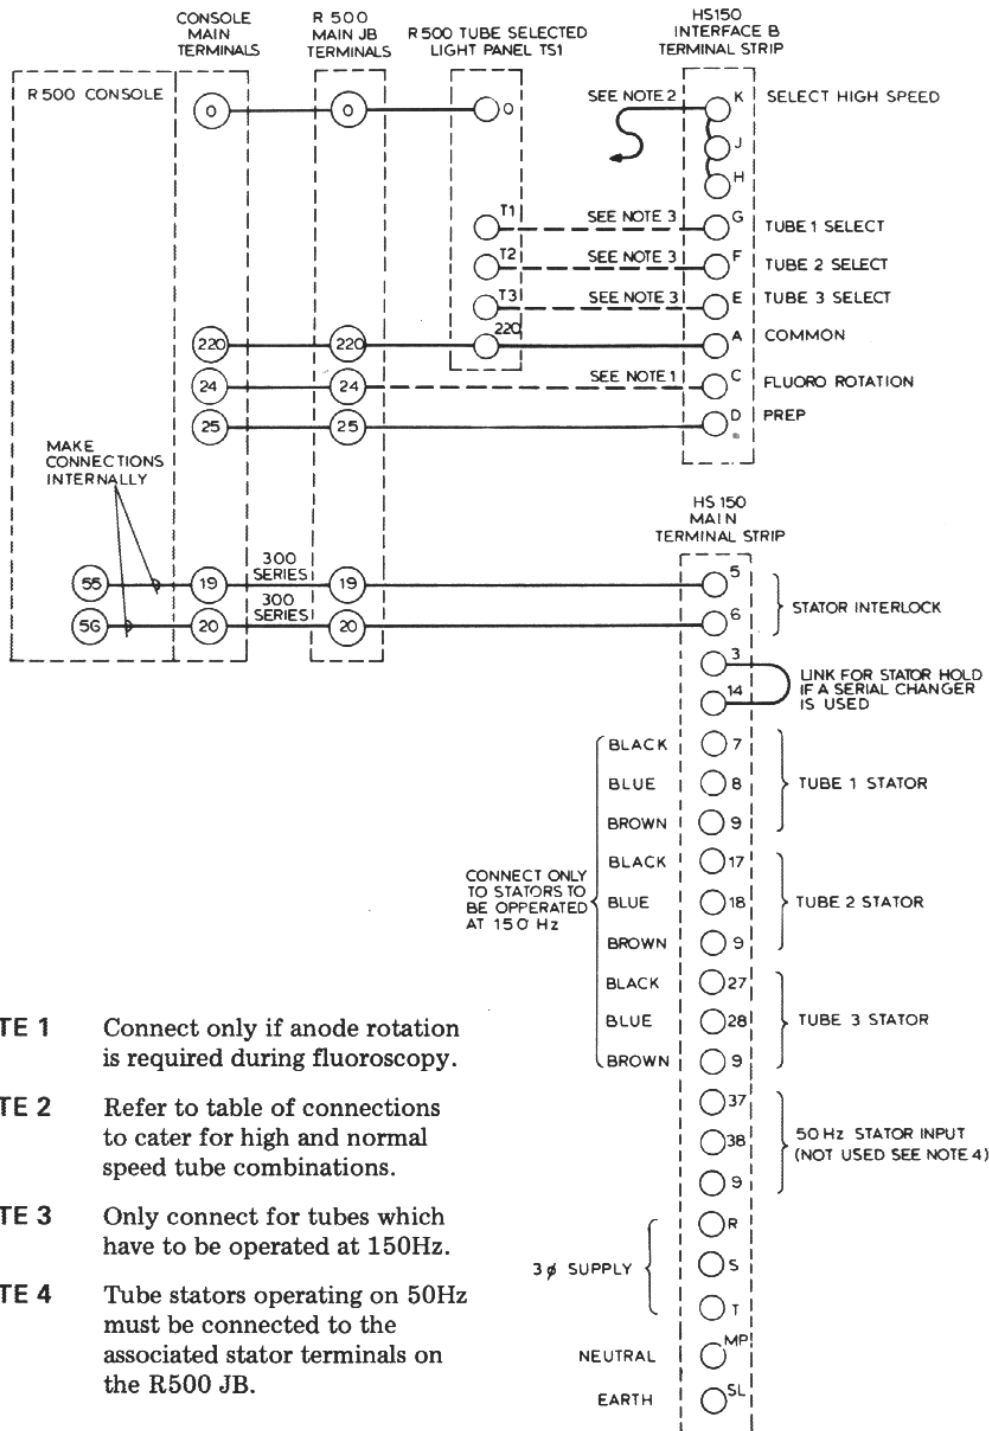 CONSOLE
MAIN
TERMINALS
R 500
MAIN JB
TERMINALS
R 500 TUBE SELECTED
LIGHT PANEL TS1
HS150
INTERFACE B
TERMINAL STRIP
R 500 CONSOLE
0
0
0
SEE NOTE 2
K
SELECT HIGH SPEED
J
H
T1
SEE NOTE 3
G
TUBE 1 SELECT
T2
SEE NOTE 3
F
TUBE 2 SELECT
T3
SEE NOTE 3
E
TUBE 3 SELECT
220
220
220
A
COMMON
24
24
SEE NOTE 1
C
FLUORO ROTATION
25
25
D
PREP
MAKE
CONNECTIONS
INTERNALLY
HS 150
MAIN
TERMINAL STRIP
55
19
300
SERIES
19
5
56
20
300
SERIES
20
6
STATOR INTERLOCK
3
14
LINK FOR STATOR HOLD
IF A SERIAL CHANGER
IS USED
BLACK
7
BLUE
8
BROWN
9
TUBE 1 STATOR
BLACK
17
BLUE
18
BROWN
9
TUBE 2 STATOR
CONNECT ONLY
TO STATORS TO
BE OPPERATED
AT 150 Hz
BLACK
27
BLUE
28
BROWN
9
TUBE 3 STATOR
37
38
9
50 Hz STATOR INPUT
(NOT USED SEE NOTE 4)
3ø SUPPLY
R
S
T
NEUTRAL
MP
EARTH
SL
TE 1 Connect only if anode rotation
is required during fluoroscopy.
TE 2 Refer to table of connections
to cater for high and normal
speed tube combinations.
TE 3 Only connect for tubes which
have to be operated at 150Hz.
TE 4 Tube stators operating on 50Hz
must be connected to the
associated stator terminals on
the R500 JB.